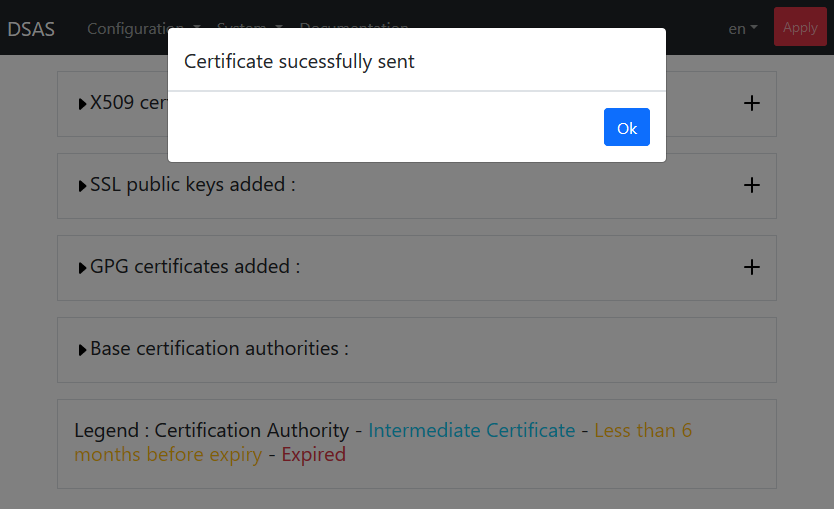 DSAS Configuration System Documentation en Apply
Certificate sucessfully sent
Ok
X509 cer
SSL public keys added :
GPG certificates added :
Base certification authorities :
Legend : Certification Authority - Intermediate Certificate - Less than 6
months before expiry - Expired